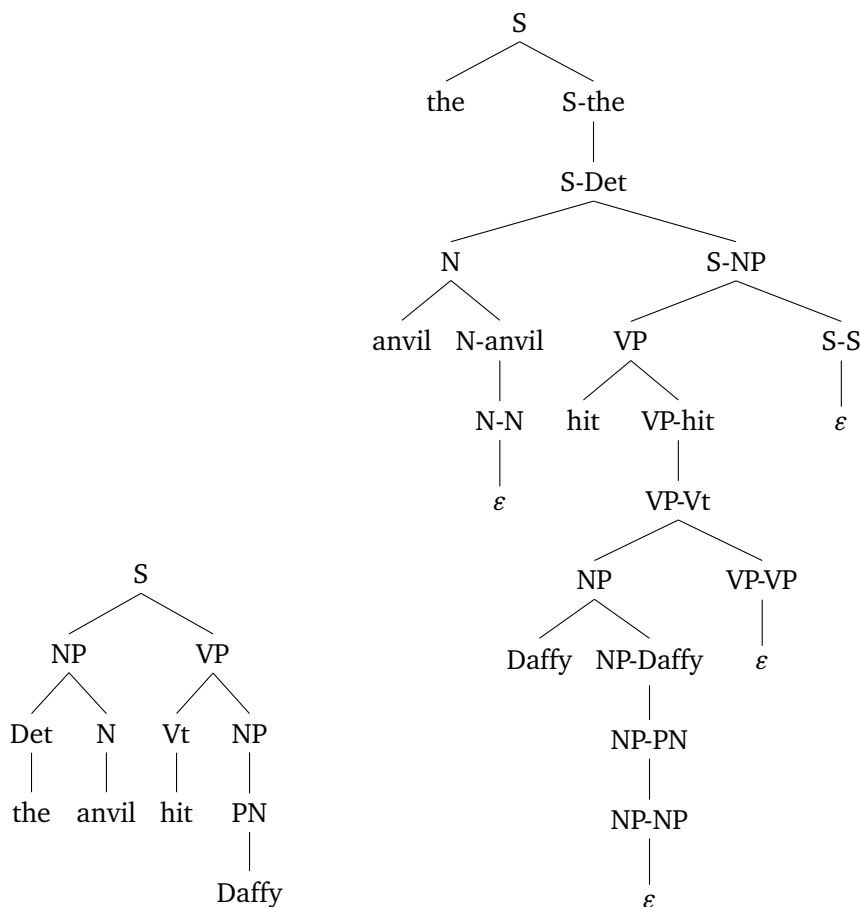 S
the S-the
S-Det
N S-NP
anvil N-anvil VP S-S
N-N hit VP-hit ε
ε VP-Vt
S NP VP-VP
NP VP Daffy NP-Daffy ε
Det N Vt NP NP-PN
the anvil hit PN NP-NP
Daffy ε